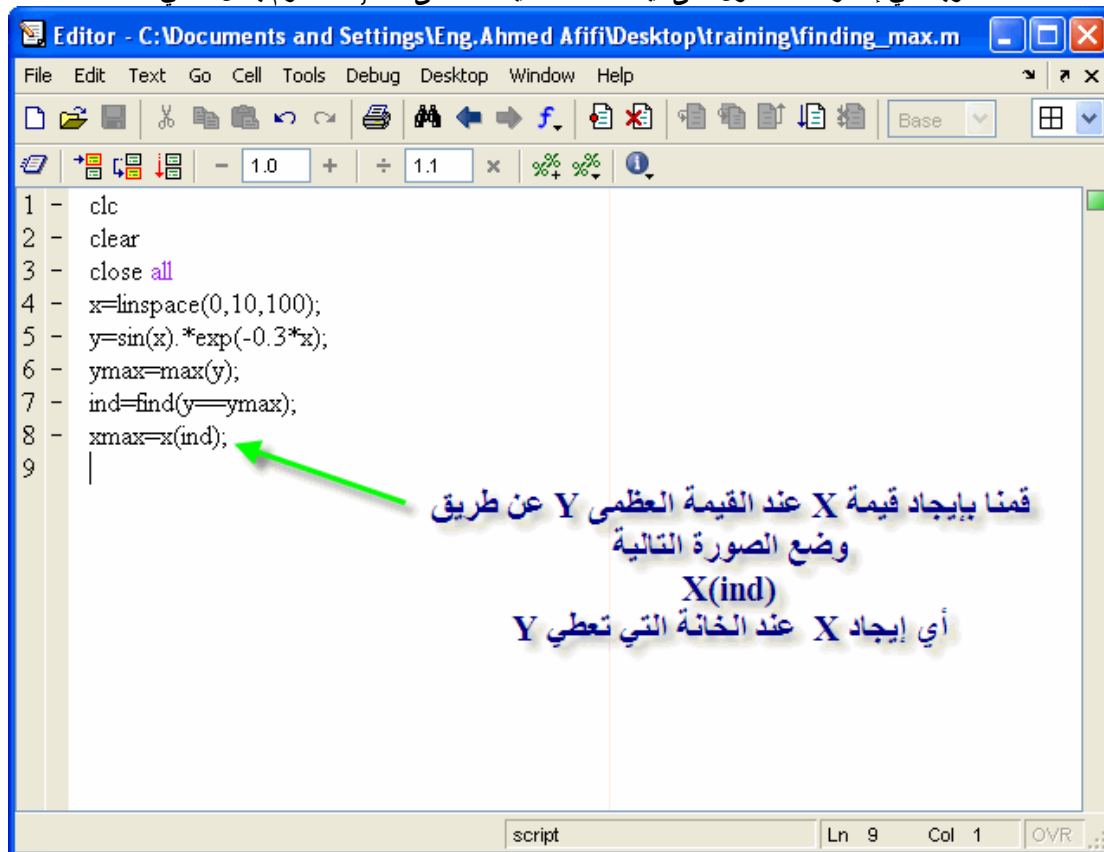 Editor - C:\Documents and Settings\Eng.Ahmed Afifi\Desktop\training\finding_max.m
File Edit Text Go Cell Tools Debug Desktop Window Help
Base
- 1.0 + ÷ 1.1 ×
1 - clc
2 - clear
3 - close all
4 - x=linspace(0,10,100);
5 - y=sin(x).*exp(-0.3*x);
6 - ymax=max(y);
7 - ind=find(y==ymax);
8 - xmax=x(ind);
9
قمنا بإيجاد قيمة X عند القيمة العظمى Y عن طريق
وضع الصورة التالية
X(ind)
أي إيجاد X عند الخانة التي تعطي Y
script Ln 9 Col 1 OVR